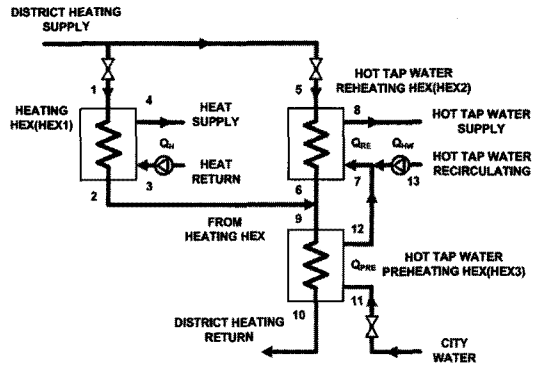 DISTRICT HEATING
SUPPLY
1
4
5
HOT TAP WATER
REHEATING HEX(HEX2)
HEATING
HEX(HEX1)
HEAT
SUPPLY
8
HOT TAP WATER
SUPPLY
QH
QRE
QHW
HEAT
RETURN
HOT TAP WATER
RECIRCULATING
2
3
6
7
13
FROM
HEATING HEX
9
12
HOT TAP WATER
PREHEATING HEX(HEX3)
QPRE
10
11
DISTRICT HEATING
RETURN
CITY
WATER